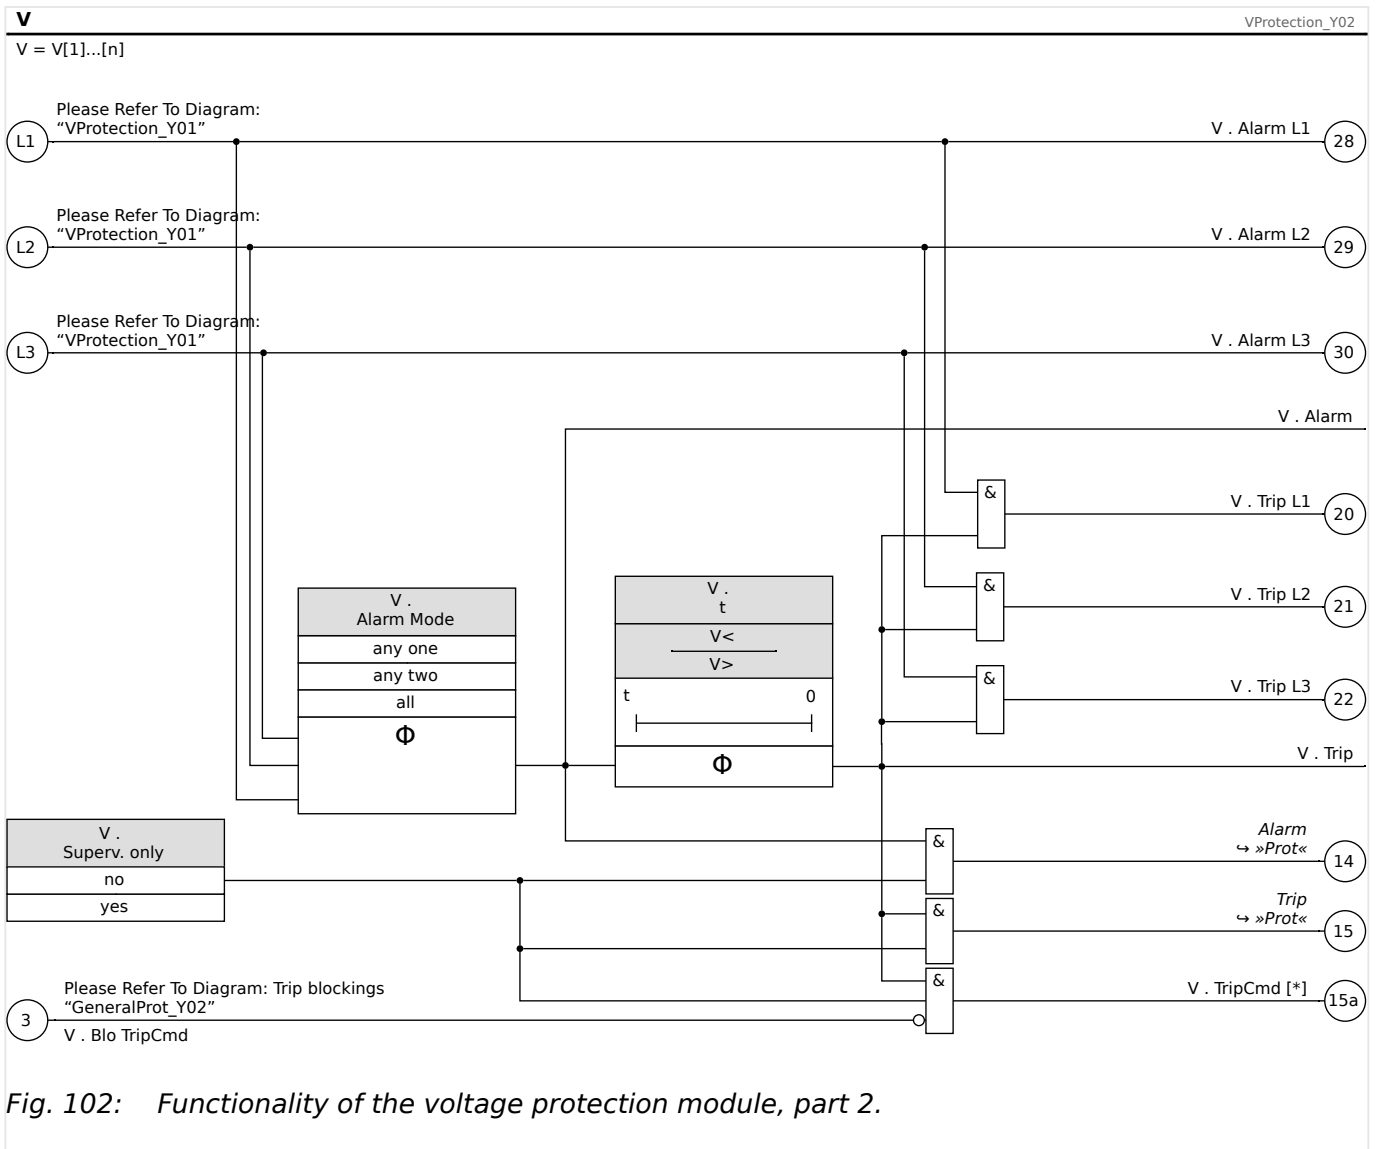 V
VProtection_Y02
V = V[1]...[n]
Please Refer To Diagram:
“VProtection_Y01”
L1
V . Alarm L1
28
Please Refer To Diagram:
“VProtection_Y01”
L2
V . Alarm L2
29
Please Refer To Diagram:
“VProtection_Y01”
L3
V . Alarm L3
30
V . Alarm
&
V . Trip L1
20
&
V . Trip L2
21
&
V . Trip L3
22
V .
Alarm Mode
any one
any two
all
Φ
V .
t
V<
V>
t 0
Φ
V . Trip
V .
Superv. only
no
yes
&
Alarm
↪ »Prot«
14
&
Trip
↪ »Prot«
15
&
V . TripCmd [*]
15a
Please Refer To Diagram: Trip blockings
“GeneralProt_Y02”
3
V . Blo TripCmd
Fig. 102: Functionality of the voltage protection module, part 2.